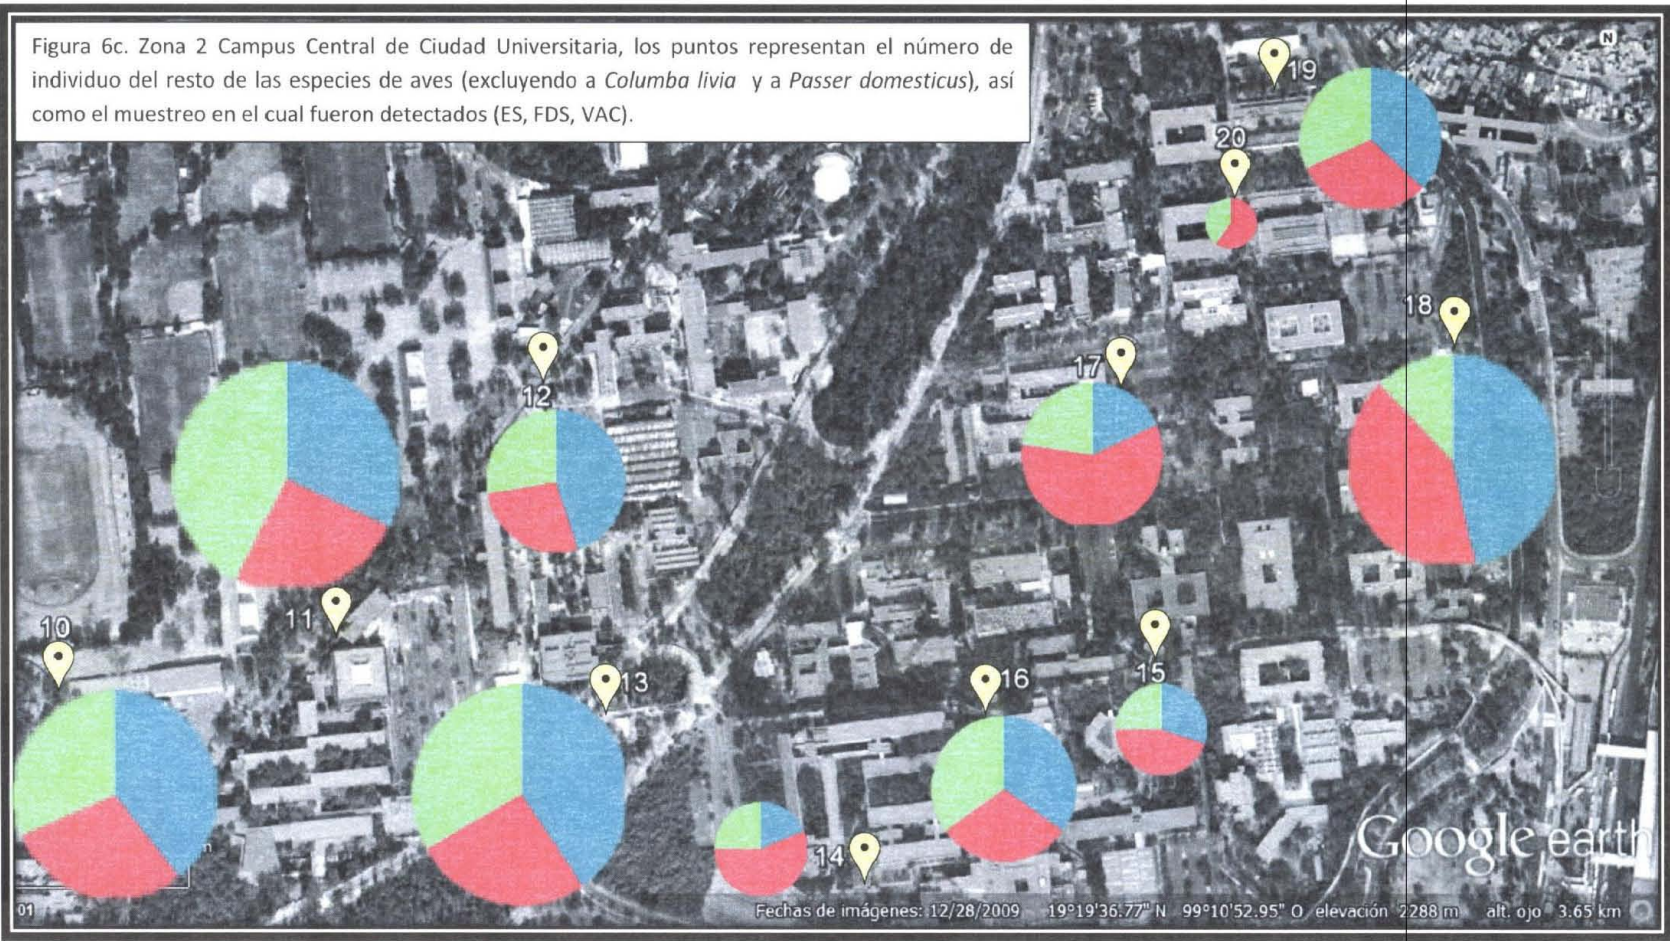 Figura 6c. Zona 2 Campus Central de Ciudad Universitaria, los puntos representan el número de
individuo del resto de las especies de aves (excluyendo a Columba livia y a Passer domesticus), así
como el muestreo en el cual fueron detectados (ES, FDS, VAC).
N
19
20
18
17
12
11
10
13
16
15
14
Google earth
01
Fechas de imágenes: 12/28/2009 19°19'36.77" N 99°10'52.95" O elevación 2288 m alt. ojo 3.65 km